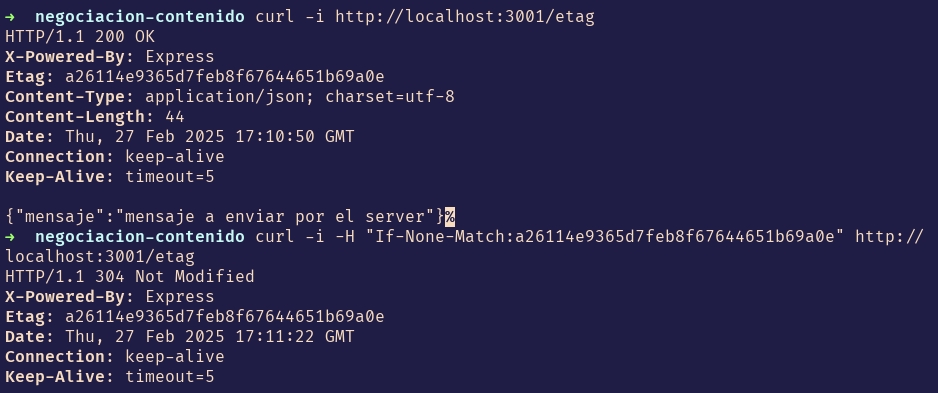 ➜  negociacion-contenido curl -i http://localhost:3001/etag
HTTP/1.1 200 OK
X-Powered-By: Express
Etag: a26114e9365d7feb8f67644651b69a0e
Content-Type: application/json; charset=utf-8
Content-Length: 44
Date: Thu, 27 Feb 2025 17:10:50 GMT
Connection: keep-alive
Keep-Alive: timeout=5

{"mensaje":"mensaje a enviar por el server"}%
➜  negociacion-contenido curl -i -H "If-None-Match:a26114e9365d7feb8f67644651b69a0e" http://
localhost:3001/etag
HTTP/1.1 304 Not Modified
X-Powered-By: Express
Etag: a26114e9365d7feb8f67644651b69a0e
Date: Thu, 27 Feb 2025 17:11:22 GMT
Connection: keep-alive
Keep-Alive: timeout=5